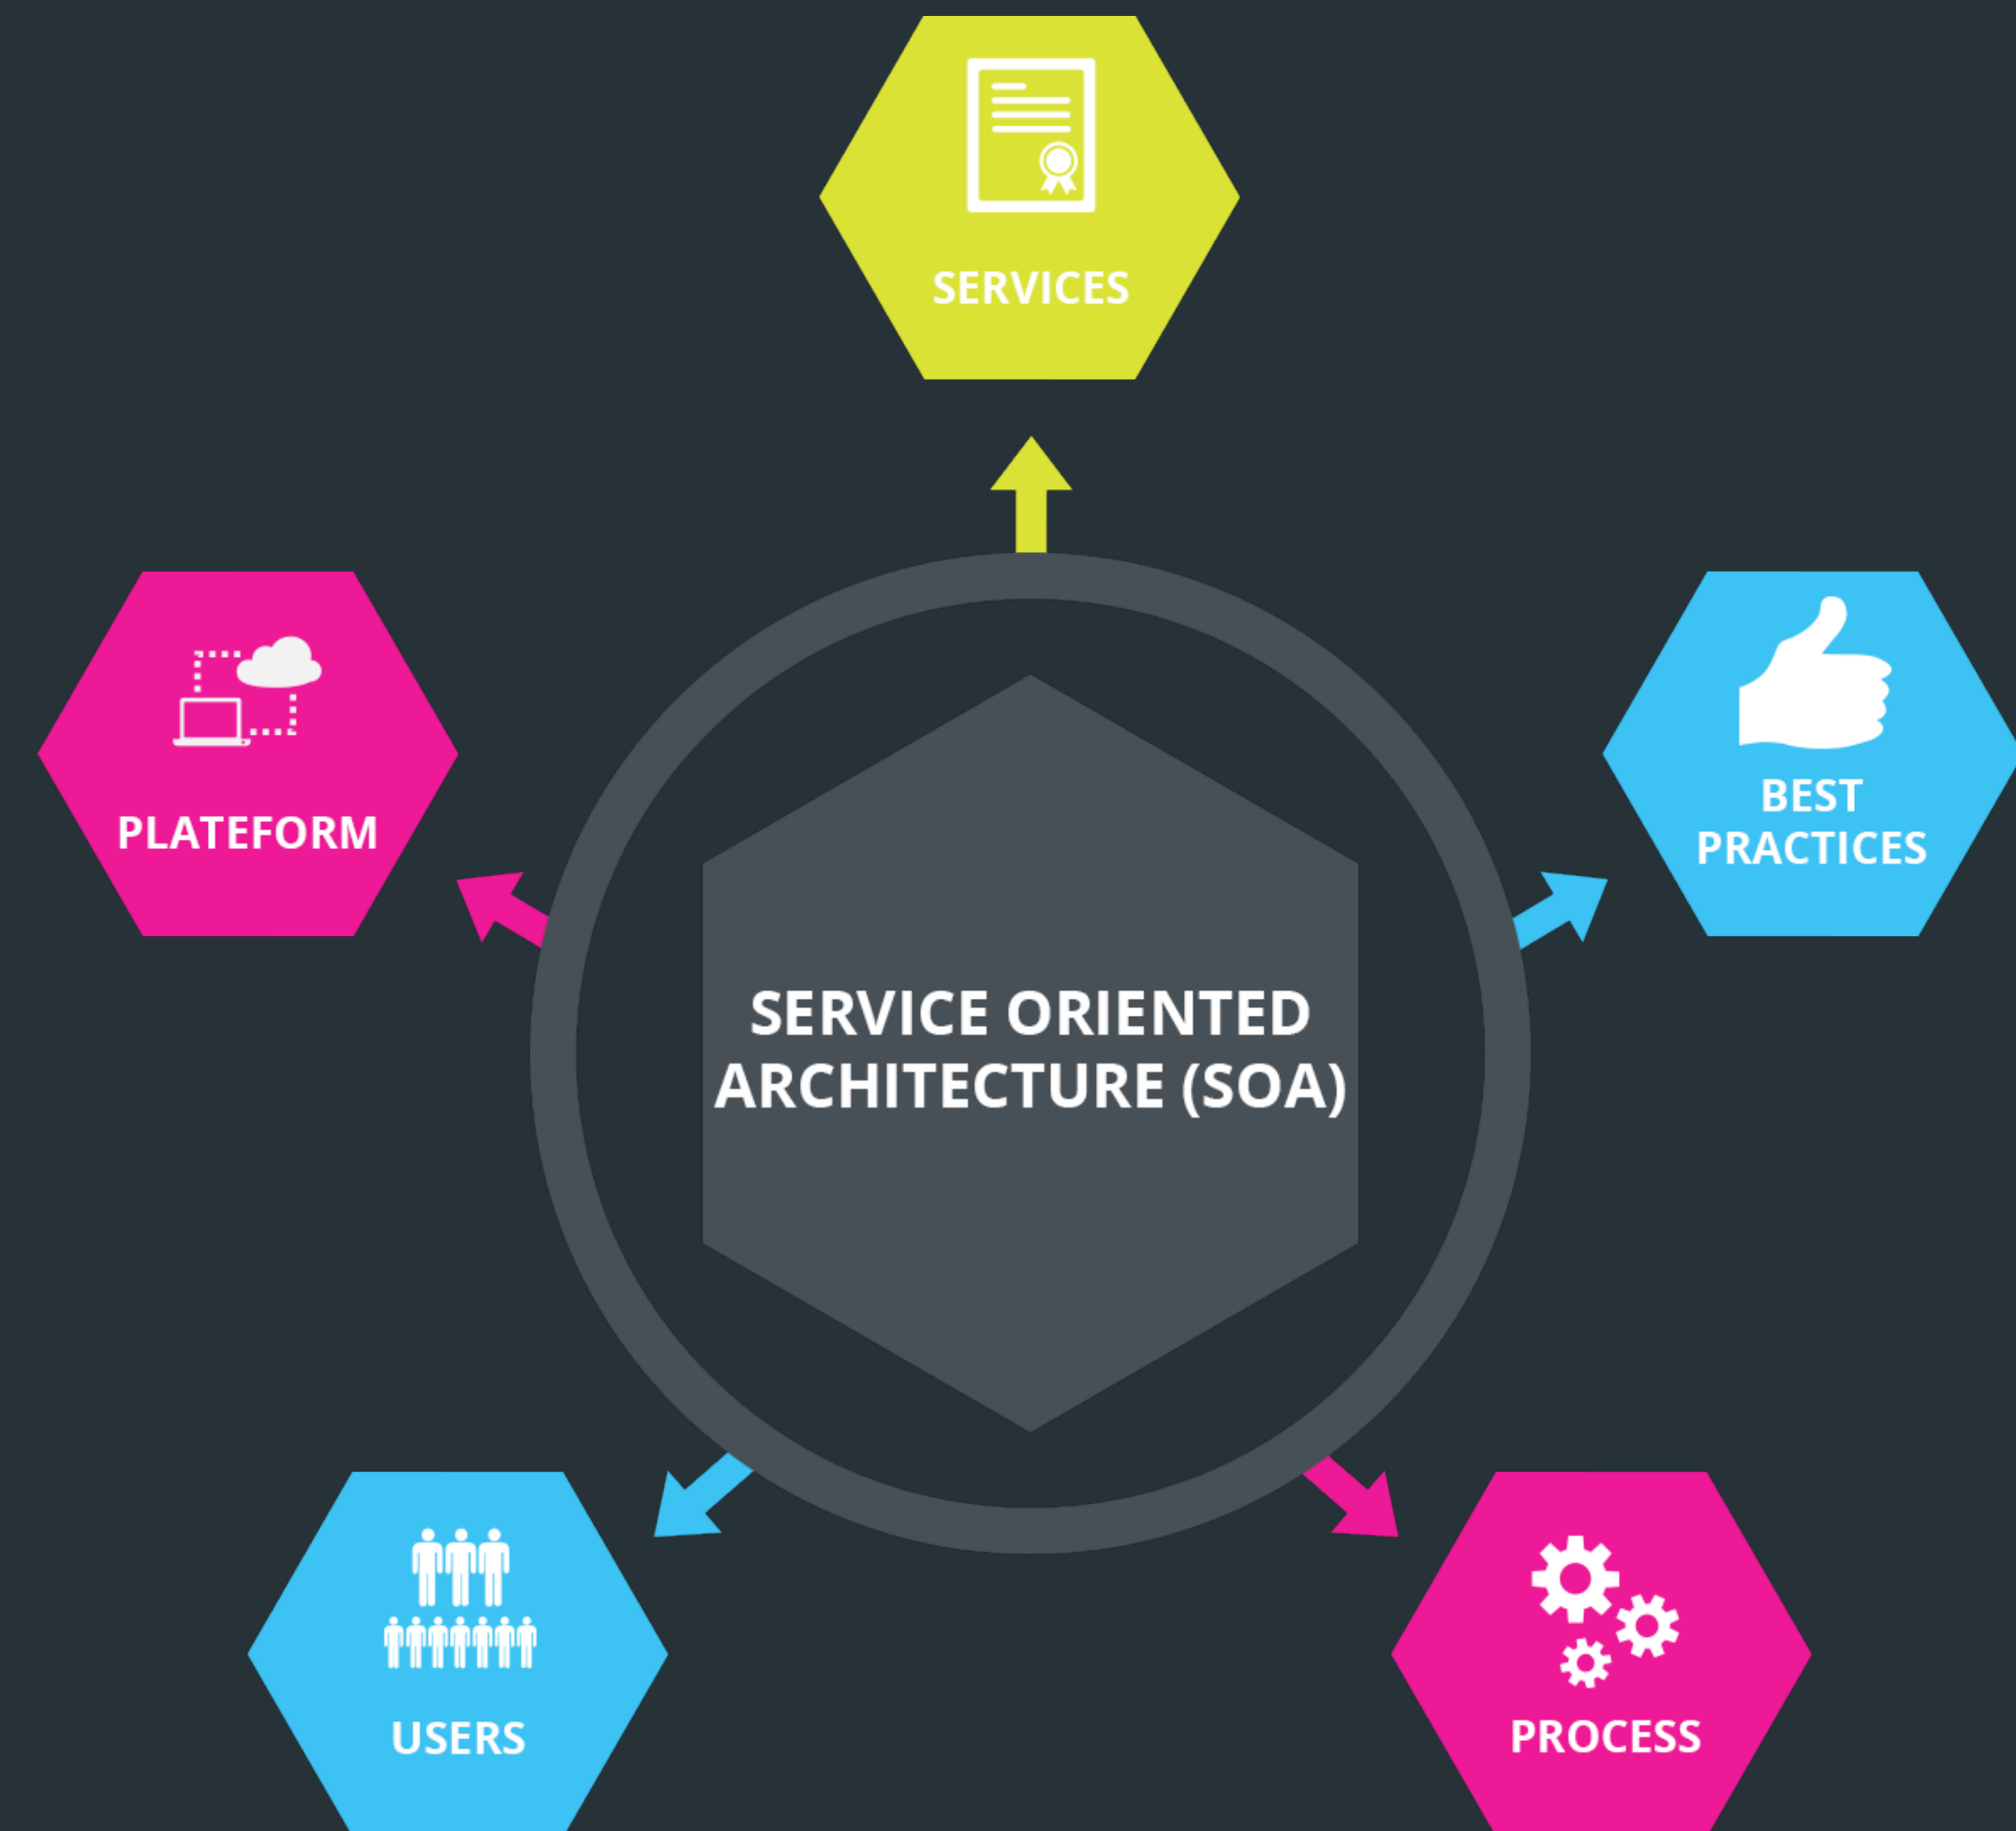 SERVICES
PLATEFORM
BEST
PRACTICES
SERVICE ORIENTED
ARCHITECTURE (SOA)
USERS
PROCESS